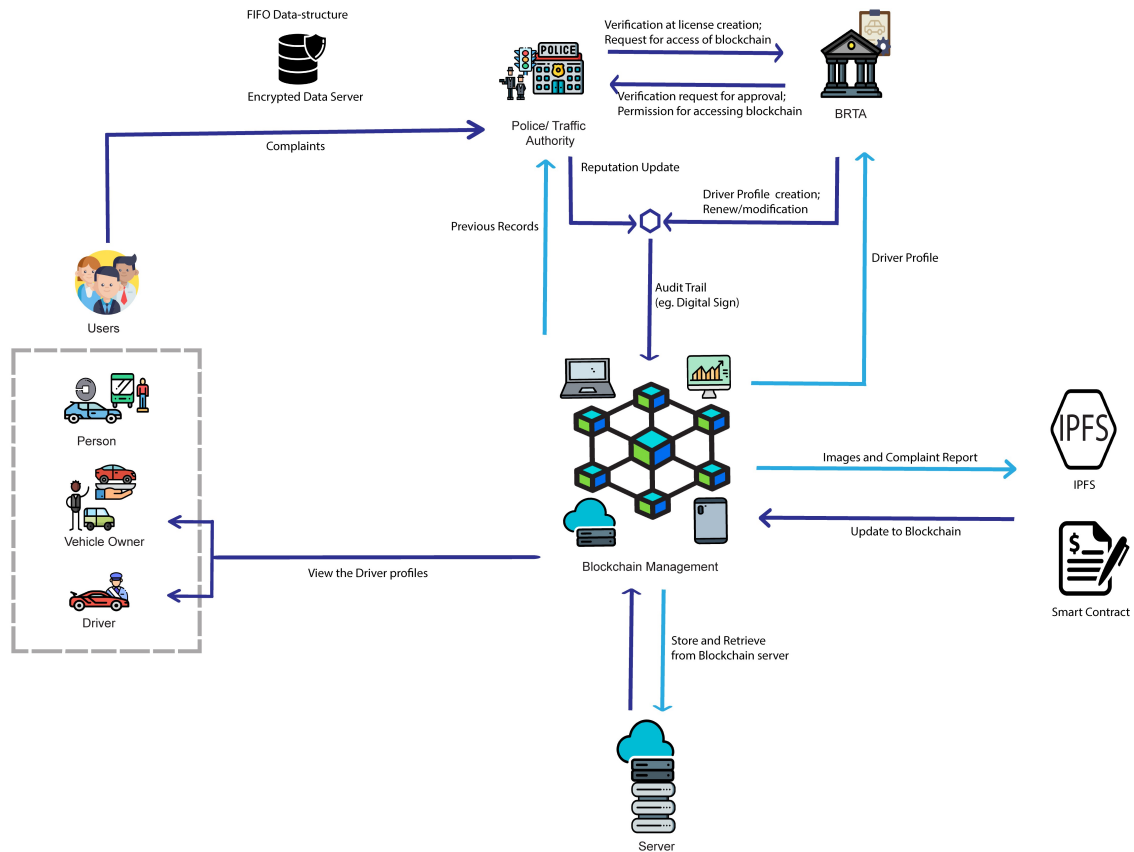 FIFO Data-structure
Encrypted Data Server
Verification at license creation;
Request for access of blockchain
POLICE
Verification request for approval;
Permission for accessing blockchain
Police/ Traffic
Authority
BRTA
Complaints
Reputation Update
Driver Profile creation;
Renew/modification
Previous Records
Driver Profile
Audit Trail
(eg. Digital Sign)
Users
Person
Vehicle Owner
Driver
View the Driver profiles
Blockchain Management
Images and Complaint Report
IPFS
IPFS
Update to Blockchain
$
Smart Contract
Store and Retrieve
from Blockchain server
Server